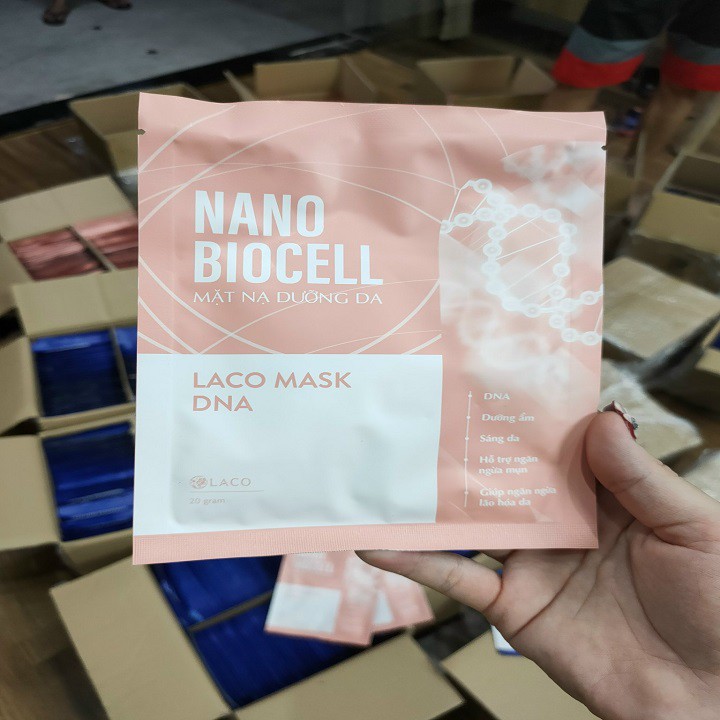 NANO
BIOCELL
MẶT NẠ DƯỠNG DA
LACO MASK
DNA
LACO
20 gram
DNA
Dưỡng ẩm
Sáng da
Hỗ trợ ngăn
ngừa mụn
Giúp ngăn ngừa
lão hóa da